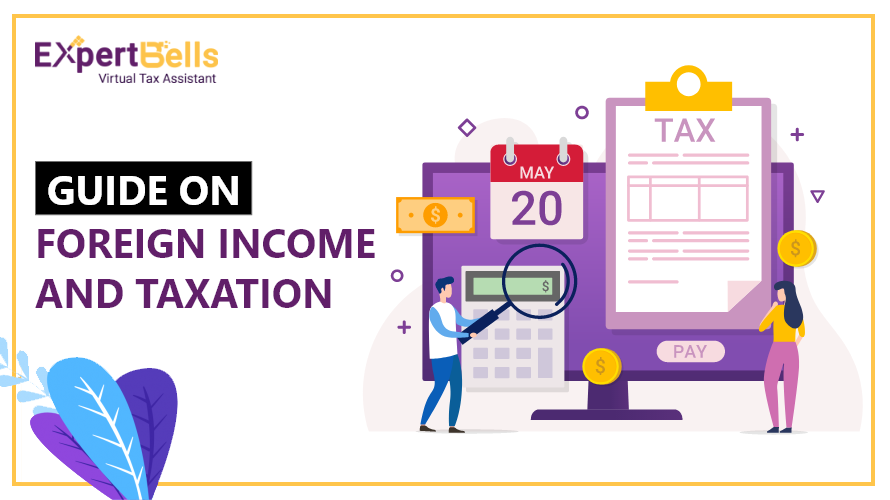 ExpertBells
Virtual Tax Assistant
GUIDE ON
FOREIGN INCOME
AND TAXATION
MAY
20
TAX
$
$
$
$
PAY